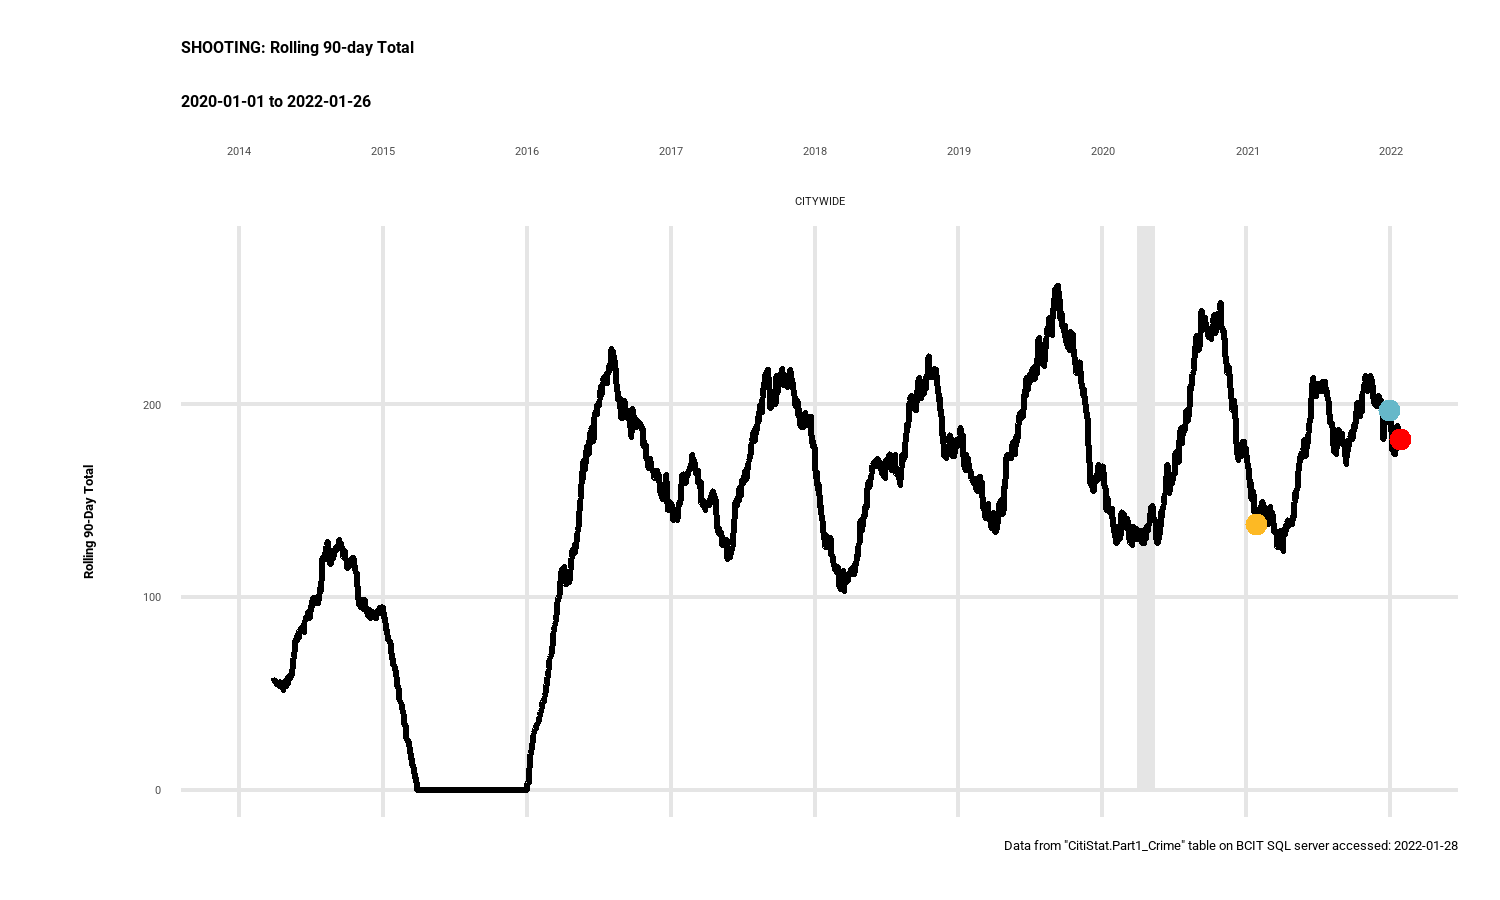 SHOOTING: Rolling 90-day Total
2020-01-01 to 2022-01-26
2014 2015 2016 2017 2018 2019 2020 2021 2022
CITYWIDE
200
100
0
Rolling 90-Day Total
Data from "CitiStat.Part1_Crime" table on BCIT SQL server accessed: 2022-01-28